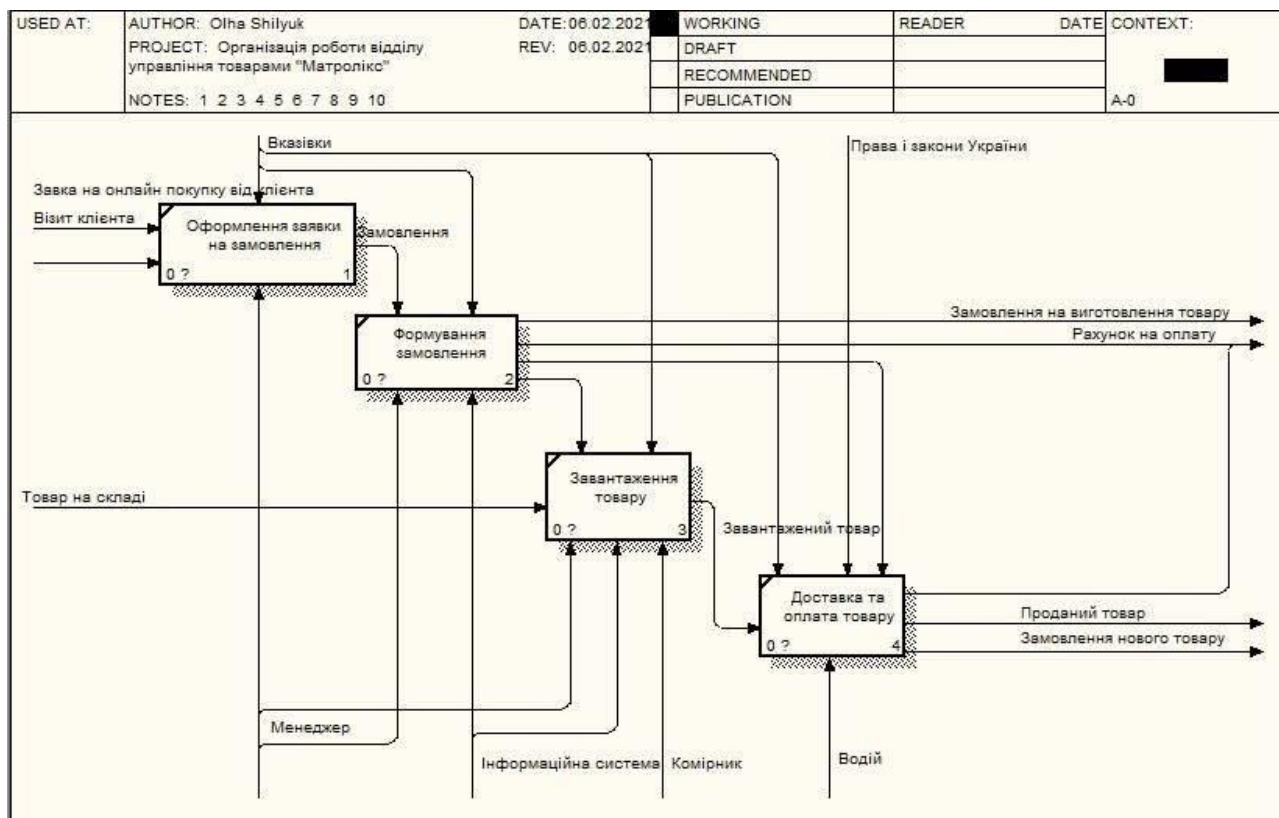 USED AT:
AUTHOR: Olha Shilyuk
DATE: 06.02.2021
PROJECT: Організація роботи відділу
управління товарами "Матролікс"
REV: 06.02.2021
NOTES: 1 2 3 4 5 6 7 8 9 10
WORKING
DRAFT
RECOMMENDED
PUBLICATION
READER
DATE
CONTEXT:
A-0
Вказівки
Права і закони України
Завка на онлайн покупку від клієнта
Візит клієнта
Оформлення заявки
на замовлення
0 ?
1
Замовлення
Формування
замовлення
0 ?
2
Замовлення на виготовлення товару
Рахунок на оплату
Товар на складі
Завантаження
товару
0 ?
3
Завантажений товар
Доставка та
оплата товару
0 ?
4
Проданий товар
Замовлення нового товару
Менеджер
Інформаційна система
Комірник
Водій